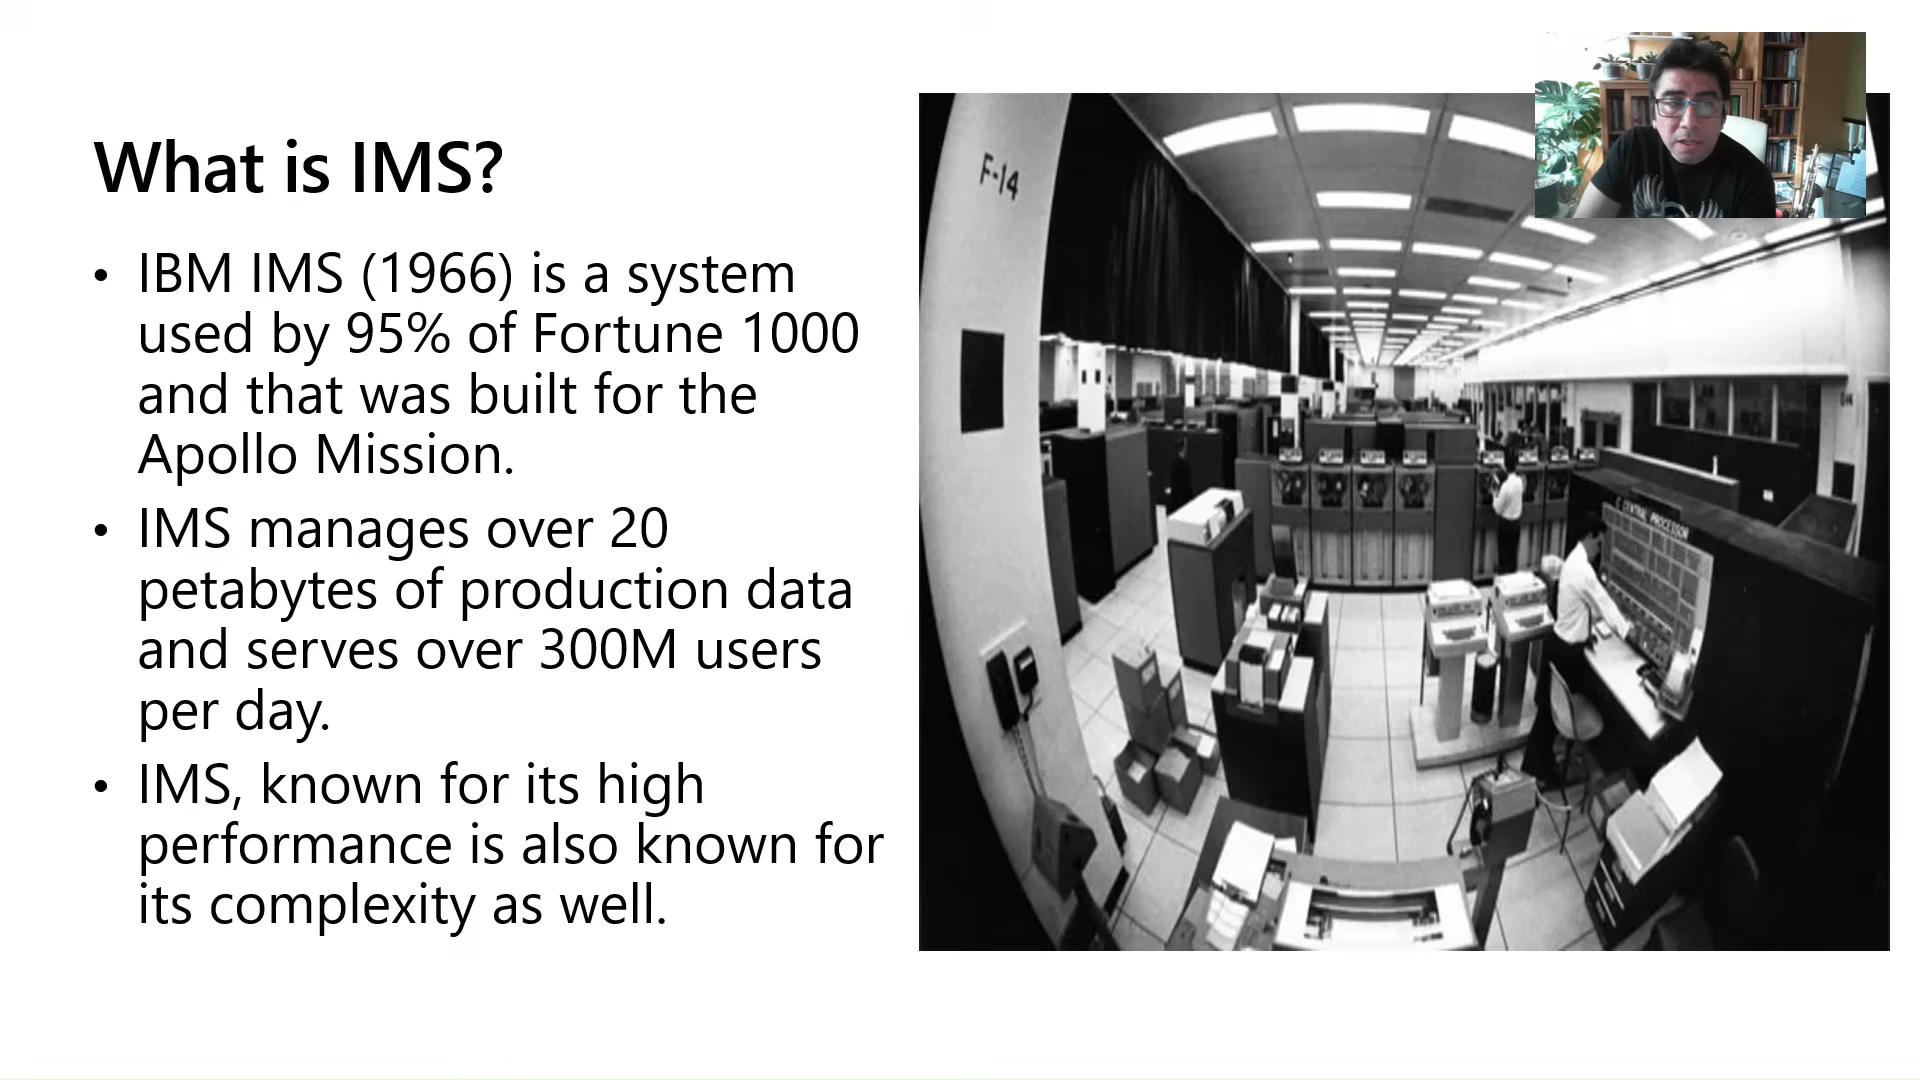 What is IMS?
• IBM IMS (1966) is a system
used by 95% of Fortune 1000
and that was built for the
Apollo Mission.
• IMS manages over 20
petabytes of production data
and serves over 300M users
per day.
• IMS, known for its high
performance is also known for
its complexity as well.
F-14
CENTRAL PROCESSOR